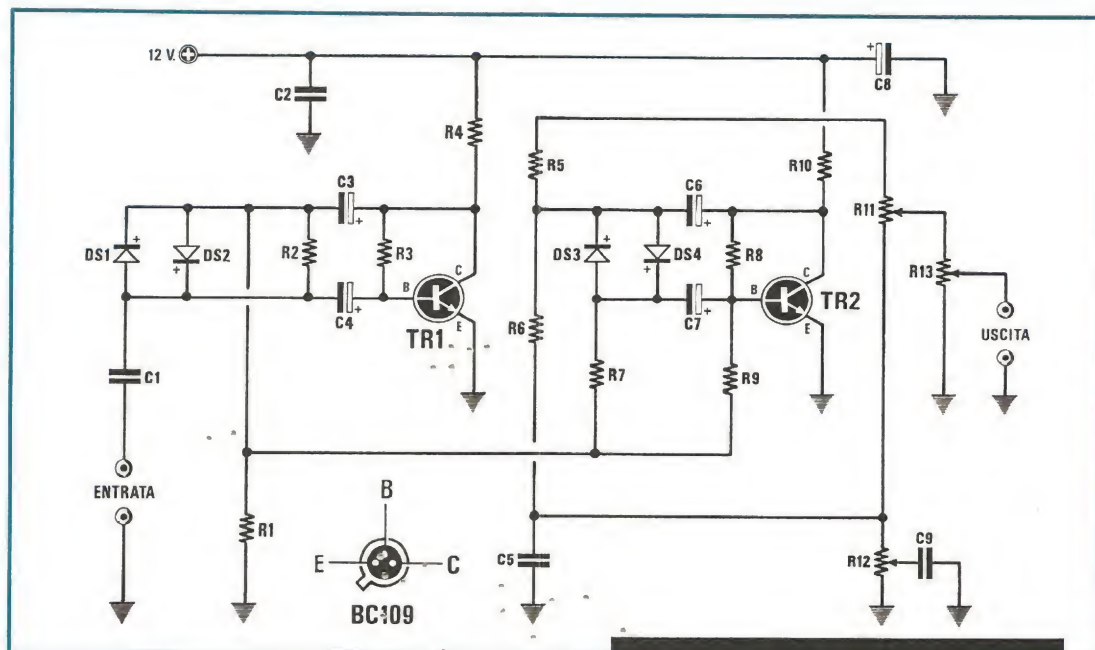 12 V.
C2
C8
R4
R5
R10
C3
C6
R11
DS1
DS2
R2
R3
DS3
DS4
R8
R13
C
B
E
TR1
C4
C
B
E
TR2
C7
R6
USCITA
C1
R7
R9
ENTRATA
R1
B
E
C
BC109
C5
R12
C9
+
+
+
+
+
+
+
+
+